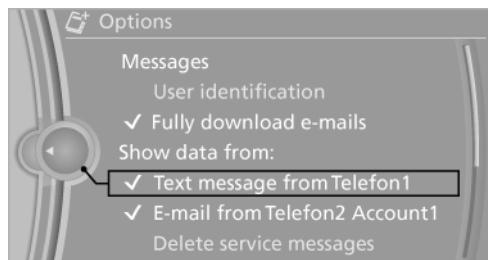 Options
Messages
User identification
✓ Fully download e-mails
Show data from:
✓ Text message from Telefon1
✓ E-mail from Telefon2 Account1
Delete service messages